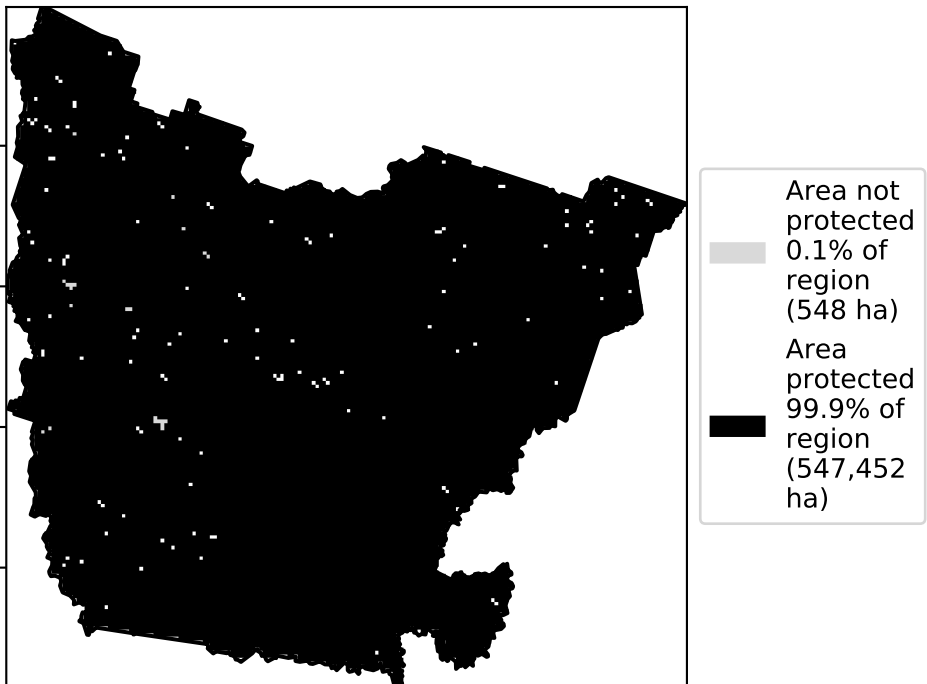 Area not
protected
0.1% of
region
(548 ha)
Area
protected
99.9% of
region
(547,452
ha)